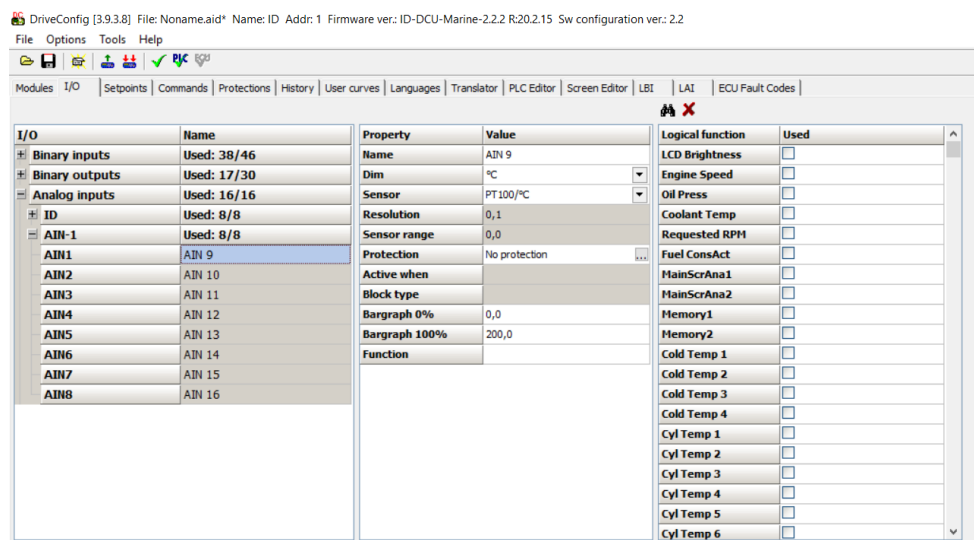 DriveConfig [3.9.3.8] File: Noname.aid* Name: ID Addr: 1 Firmware ver.: ID-DCU-Marine-2.2.2 R:20.2.15 Sw configuration ver.: 2.2
File Options Tools Help
PLC ECU
Modules I/O Setpoints Commands Protections History User curves Languages Translator PLC Editor Screen Editor LBI LAI ECU Fault Codes
I/O Name Property Value Logical function Used
Binary inputs Used: 38/46 Name AIN 9 LCD Brightness
Binary outputs Used: 17/30 Dim °C Engine Speed
Analog inputs Used: 16/16 Sensor PT100/°C Oil Press
ID Used: 8/8 Resolution 0,1 Coolant Temp
AIN-1 Used: 8/8 Sensor range 0,0 Requested RPM
AIN1 AIN 9 Protection No protection ... Fuel ConsAct
AIN2 AIN 10 Active when MainScrAna1
AIN3 AIN 11 Block type MainScrAna2
AIN4 AIN 12 Bargraph 0% 0,0 Memory1
AIN5 AIN 13 Bargraph 100% 200,0 Memory2
AIN6 AIN 14 Function Cold Temp 1
AIN7 AIN 15 Cold Temp 2
AIN8 AIN 16 Cold Temp 3
Cold Temp 4
Cyl Temp 1
Cyl Temp 2
Cyl Temp 3
Cyl Temp 4
Cyl Temp 5
Cyl Temp 6